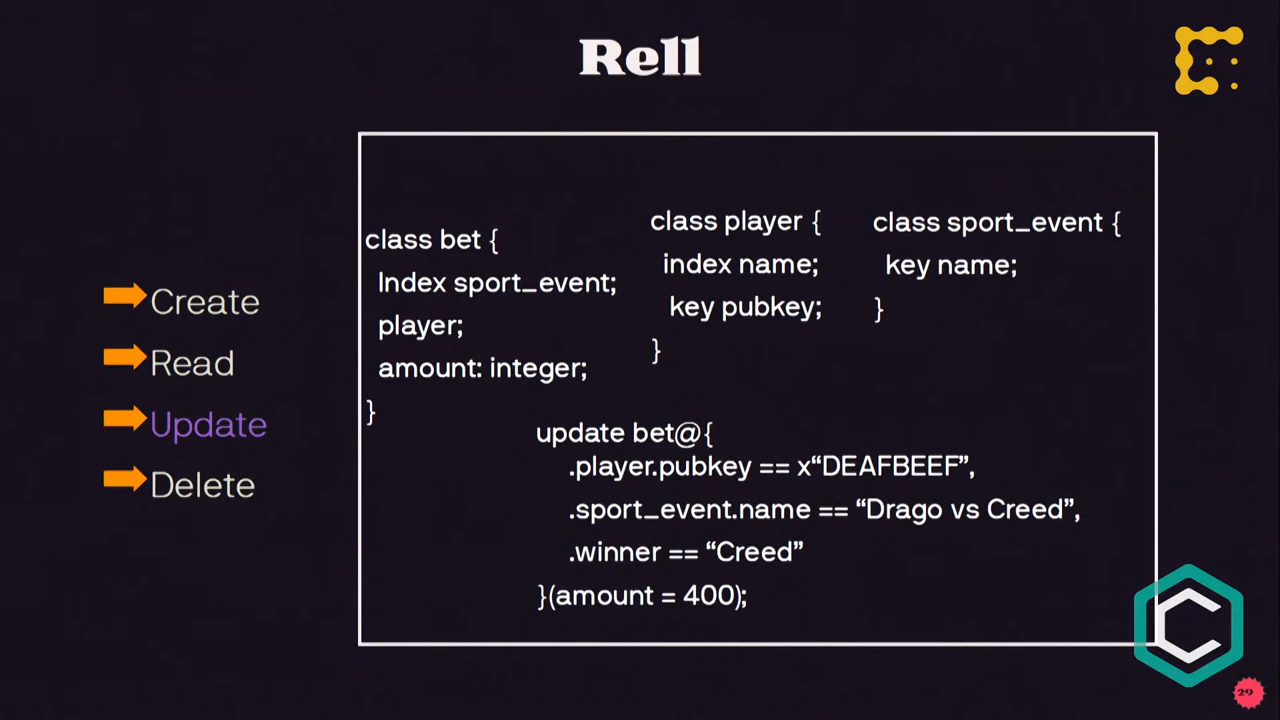 Rell
Create
Read
Update
Delete
class bet {
Index sport_event;
player;
amount: integer;
}
class player {
index name;
key pubkey;
}
class sport_event {
key name;
}
update bet@{
.player.pubkey == x“DEAFBEEF”,
.sport_event.name == “Drago vs Creed”,
.winner == “Creed”
}(amount = 400);
29